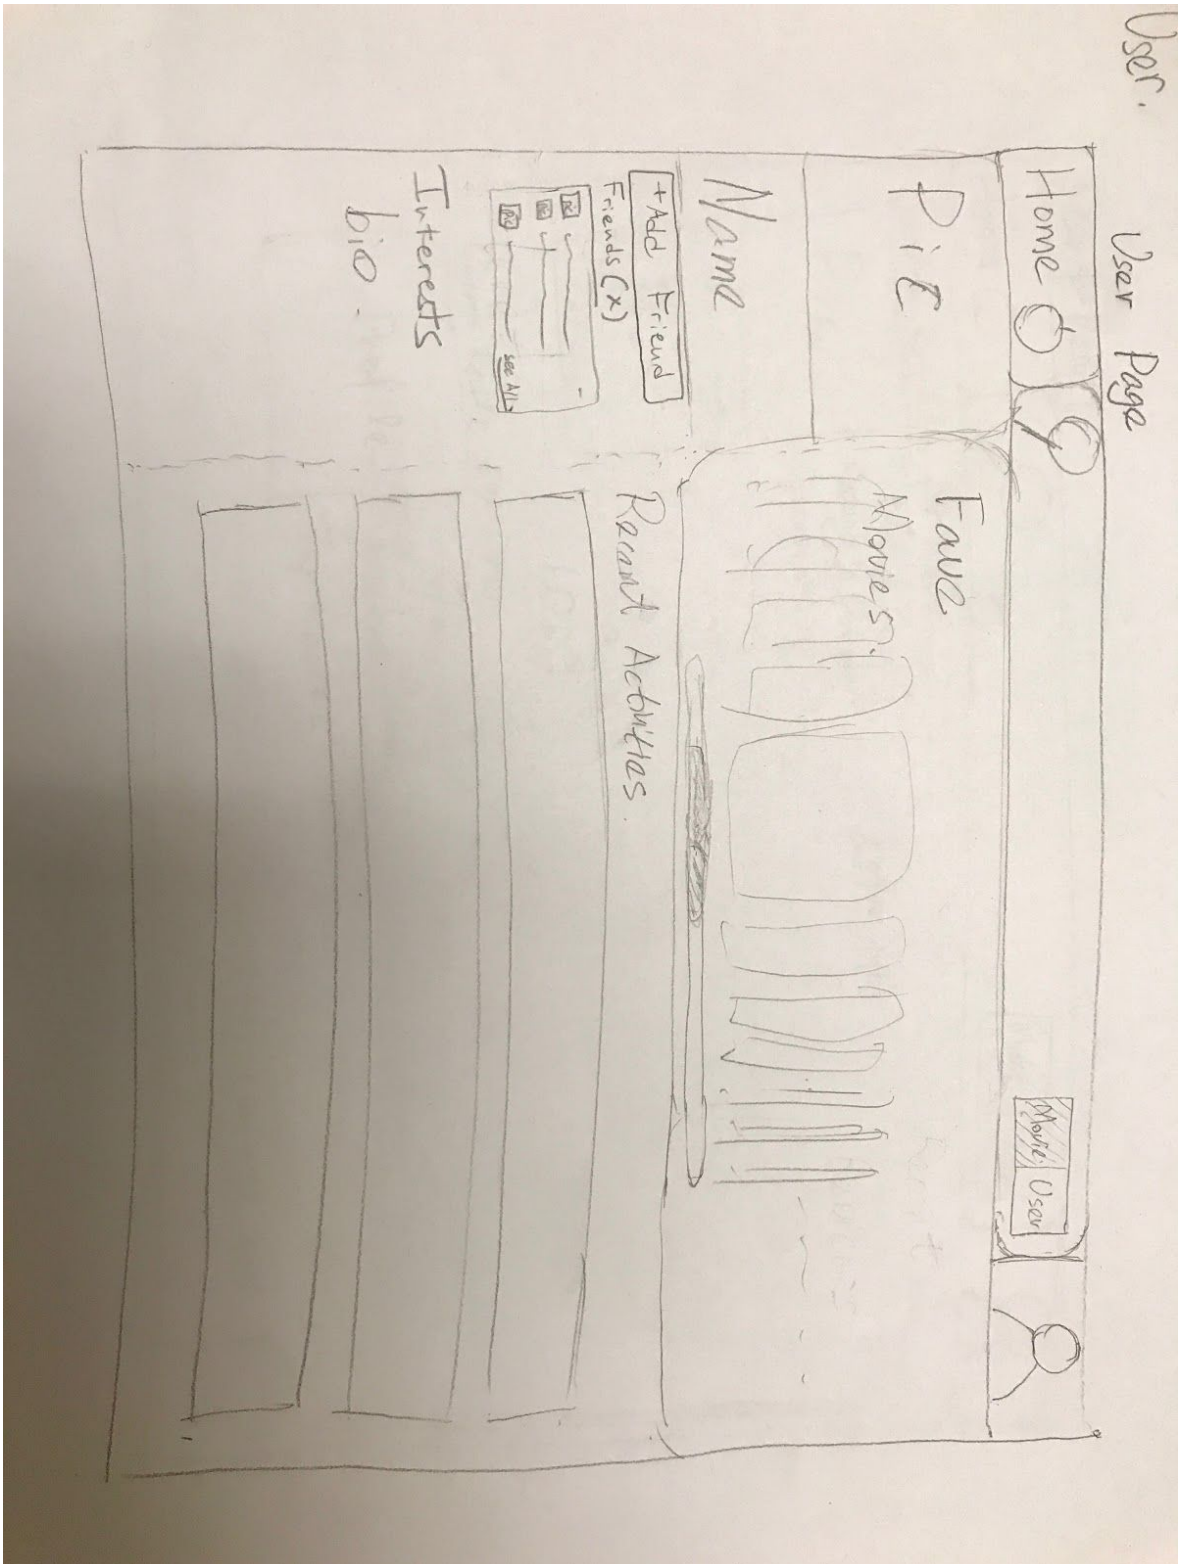 User.
User Page
Home
Movie User
Pic
Name
+Add Friend
Friends (x)
see All>
Interests
bio.
Fave
Movies.
Recent Activities.